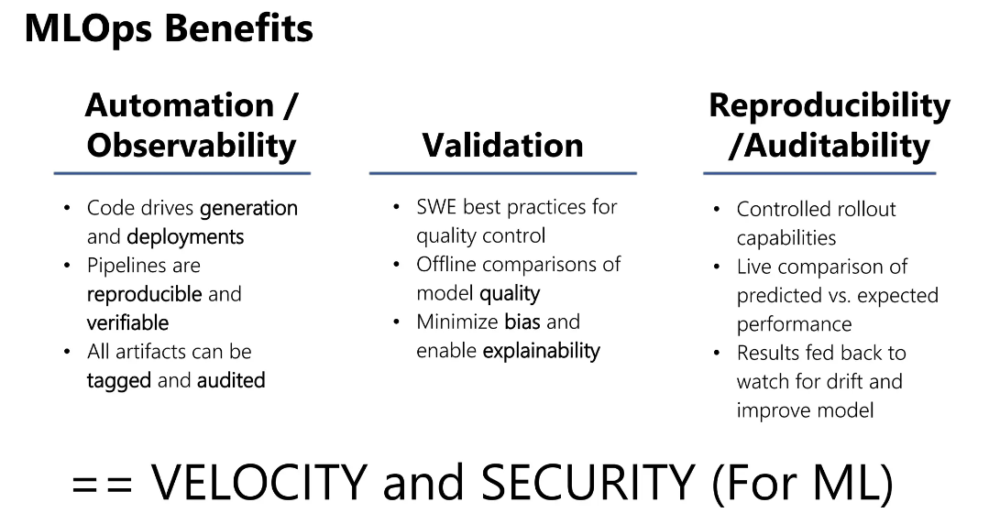 MLOps Benefits
Automation /
Observability
• Code drives generation
and deployments
• Pipelines are
reproducible and
verifiable
• All artifacts can be
tagged and audited
Validation
• SWE best practices for
quality control
• Offline comparisons of
model quality
• Minimize bias and
enable explainability
Reproducibility
/Auditability
• Controlled rollout
capabilities
• Live comparison of
predicted vs. expected
performance
• Results fed back to
watch for drift and
improve model
== VELOCITY and SECURITY (For ML)